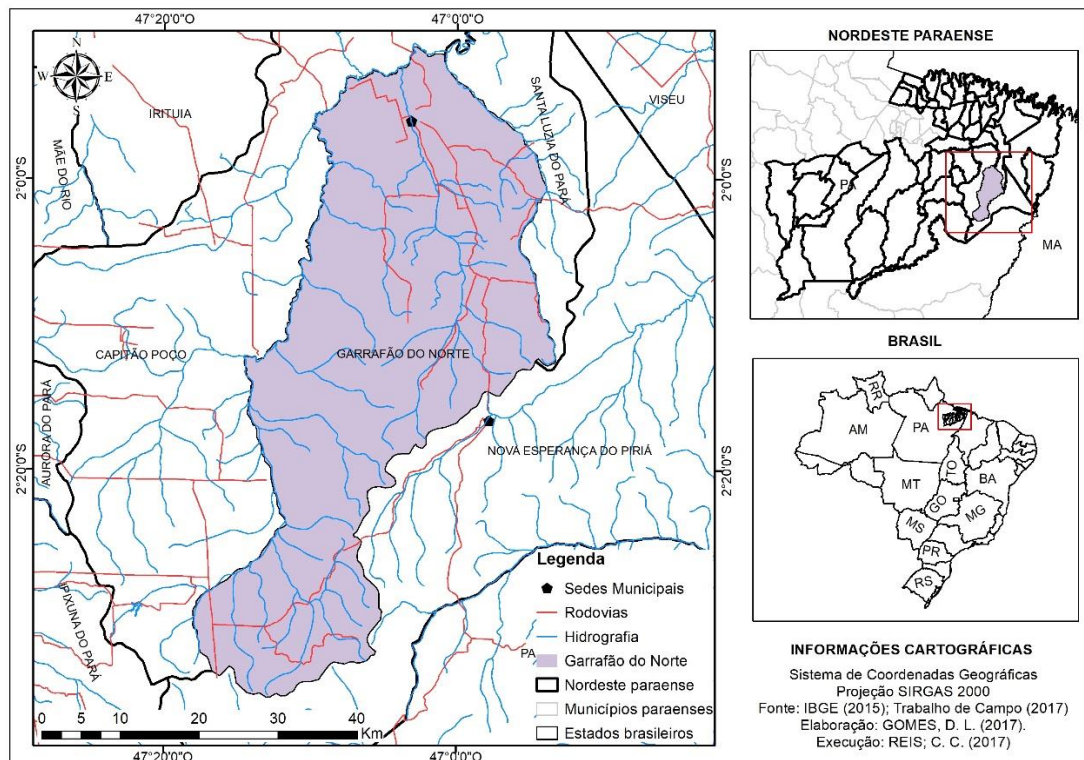 47°20'0"O
47°0'0"O
N
W
E
S
IRITUIA
MÃE DO RIO
SANTA LUZIA DO PARÁ
VISEU
2°0'0"S
2°0'0"S
CAPITÃO POÇO
GARRAFÃO DO NORTE
AURORA DO PARÁ
NOVA ESPERANÇA DO PIRIÁ
2°20'0"S
2°20'0"S
IPIXUNA DO PARÁ
PA
Legenda
Sedes Municipais
Rodovias
Hidrografia
Garrafão do Norte
Nordeste paraense
Municípios paraenses
Estados brasileiros
0 5 10 20 30 40
Km
47°20'0"O
47°0'0"O
NORDESTE PARAENSE
PA
MA
BRASIL
RR
AM
PA
TO
MT
BA
GO
MG
MS
PR
RS
INFORMAÇÕES CARTOGRÁFICAS
Sistema de Coordenadas Geográficas
Projeção SIRGAS 2000
Fonte: IBGE (2015); Trabalho de Campo (2017)
Elaboração: GOMES, D. L. (2017).
Execução: REIS; C. C. (2017)